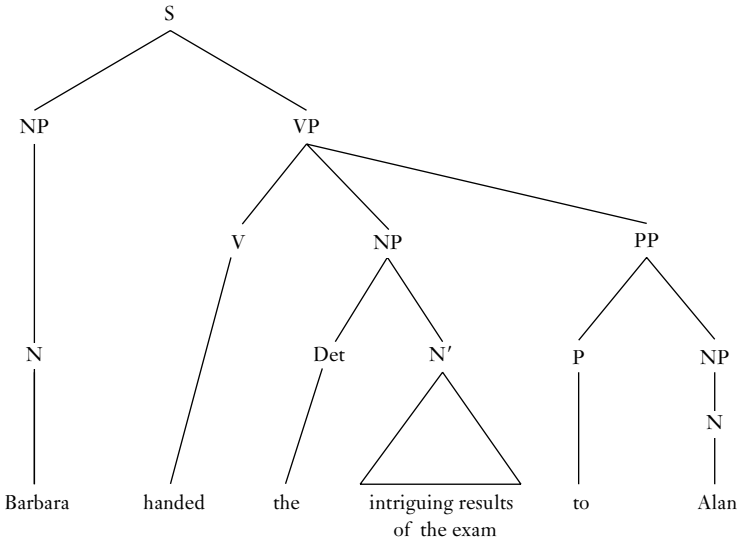 S
NP VP
V NP PP
N Det N′ P NP
N
Barbara handed the intriguing results to Alan
of the exam